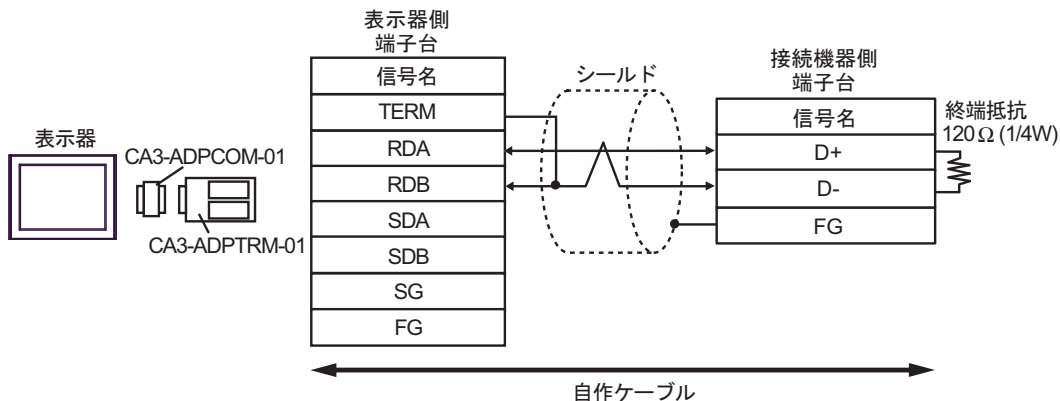 表示器
CA3-ADPCOM-01
CA3-ADPTRM-01
表示器側
端子台
信号名
TERM
RDA
RDB
SDA
SDB
SG
FG
シールド
接続機器側
端子台
信号名
D+
D-
FG
終端抵抗
120Ω (1/4W)
自作ケーブル